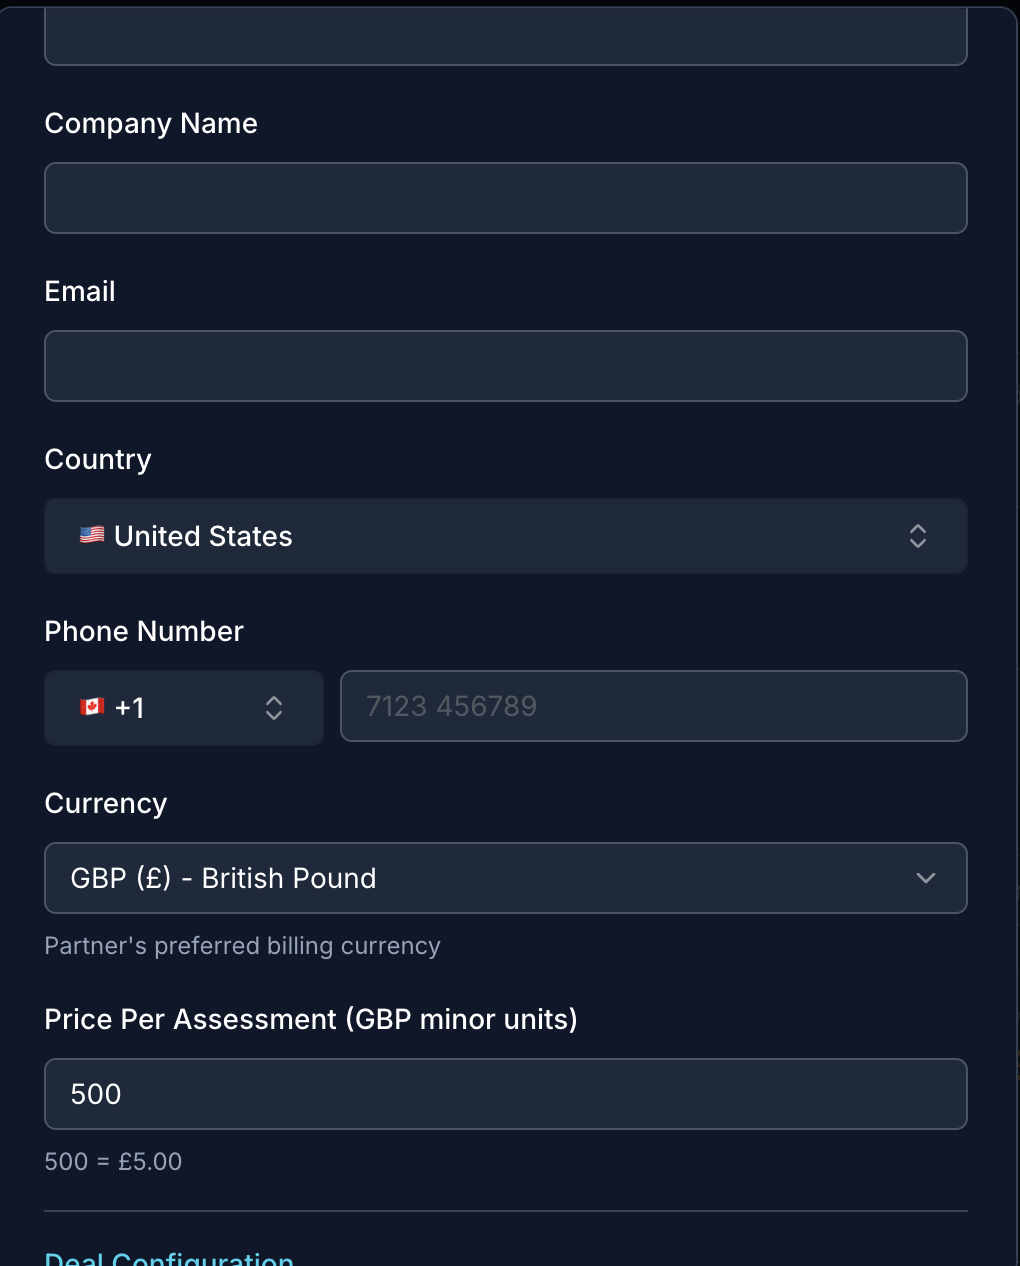 Company Name
Email
Country
🇺🇸 United States
Phone Number
🇨🇦 +1
7123 456789
Currency
GBP (£) - British Pound
Partner's preferred billing currency
Price Per Assessment (GBP minor units)
500
500 = £5.00
Deal Configuration